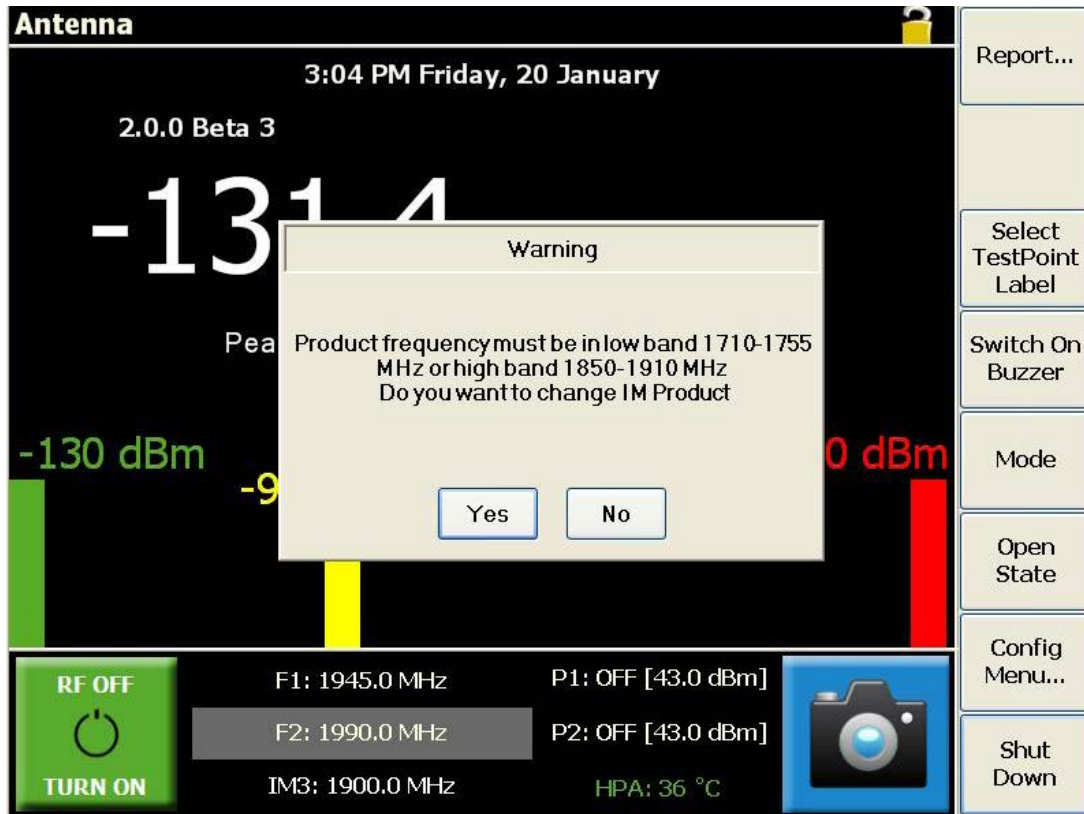 Antenna
3:04 PM Friday, 20 January
2.0.0 Beta 3
Warning
Product frequency must be in low band 1710-1755
MHz or high band 1850-1910 MHz
Do you want to change IM Product
Yes
No
-130 dBm
0 dBm
RF OFF
TURN ON
F1: 1945.0 MHz
F2: 1990.0 MHz
IM3: 1900.0 MHz
P1: OFF [43.0 dBm]
P2: OFF [43.0 dBm]
HPA: 36 °C
Report...
Select
TestPoint
Label
Switch On
Buzzer
Mode
Open
State
Config
Menu...
Shut
Down